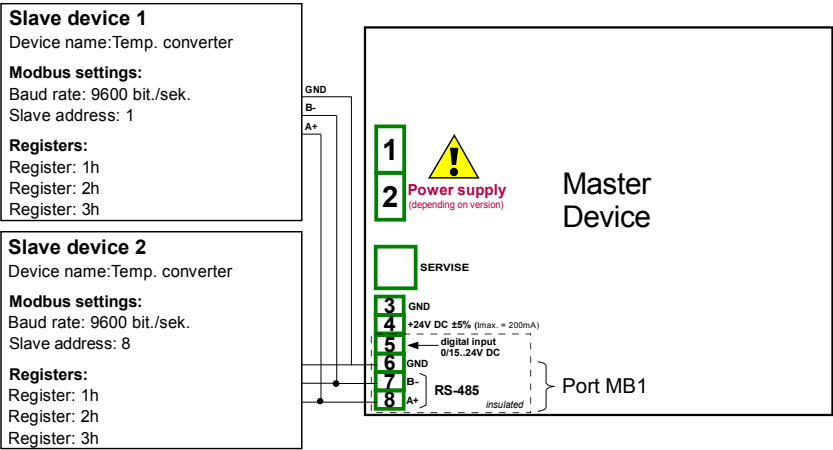 Slave device 1
Device name:Temp. converter
Modbus settings:
Baud rate: 9600 bit./sek.
Slave address: 1
Registers:
Register: 1h
Register: 2h
Register: 3h
Slave device 2
Device name:Temp. converter
Modbus settings:
Baud rate: 9600 bit./sek.
Slave address: 8
Registers:
Register: 1h
Register: 2h
Register: 3h
GND
B-
A+
1
2
Power supply
(depending on version)
Master
Device
SERVISE
3 GND
4 +24V DC ±5% (Imax. = 200mA)
5 digital input
0/15..24V DC
6 GND
7 B-
8 A+
RS-485
insulated
Port MB1